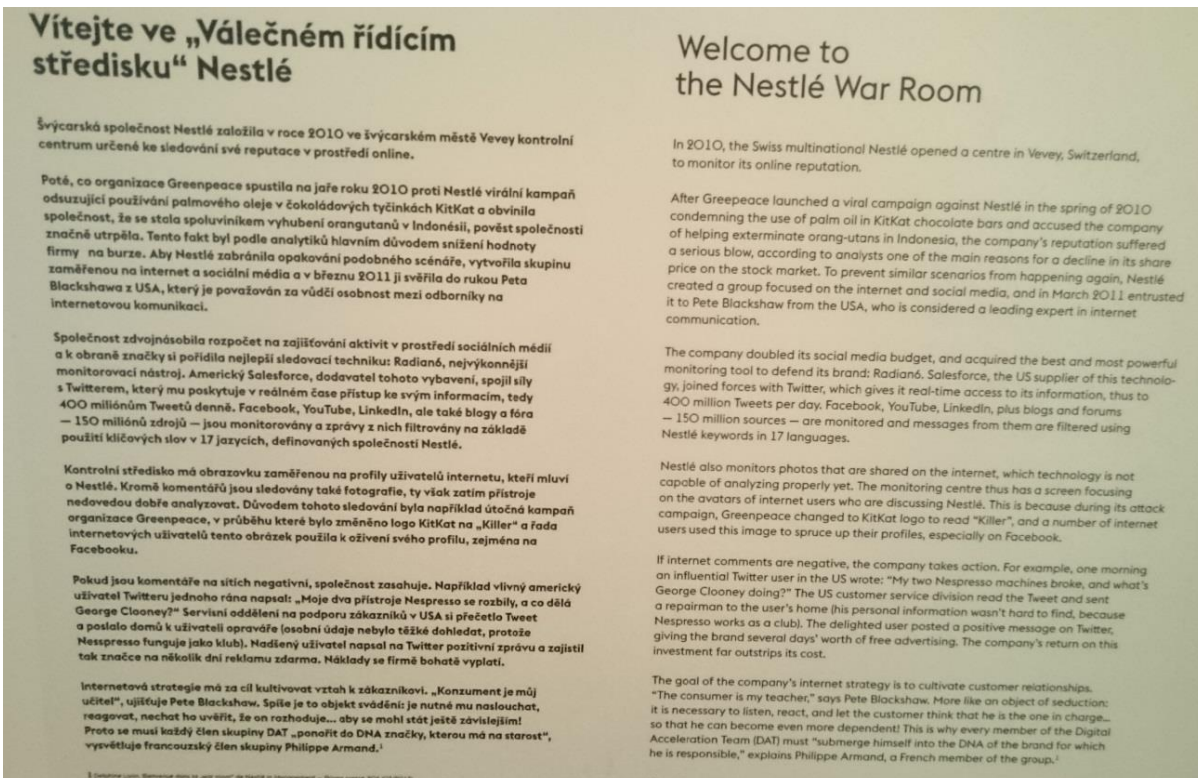 Vítejte ve „Válečném řídícím
středisku“ Nestlé
Švýcarská společnost Nestlé založila v roce 2010 ve švýcarském městě Vevey kontrolní
centrum určené ke sledování své reputace v prostředí online.
Poté, co organizace Greenpeace spustila na jaře roku 2010 proti Nestlé virální kampaň
odsuzující používání palmového oleje v čokoládových tyčinkách KitKat a obvinila
společnost, že se stala spoluviníkem vyhubení orangutanů v Indonésii, pověst společnosti
značně utrpěla. Tento fakt byl podle analytiků hlavním důvodem snížení hodnoty
firmy na burze. Aby Nestlé zabránila opakování podobného scénáře, vytvořila skupinu
zaměřenou na internet a sociální média a v březnu 2011 ji svěřila do rukou Peta
Blackshawa z USA, který je považován za vůdčí osobnost mezi odborníky na
internetovou komunikaci.
Společnost zdvojnásobila rozpočet na zajišťování aktivit v prostředí sociálních médií
a k obraně značky si pořídila nejlepší sledovací techniku: Radian6, nejvýkonnější
monitorovací nástroj. Americký Salesforce, dodavatel tohoto vybavení, spojil síly
s Twitterem, který mu poskytuje v reálném čase přístup ke svým informacím, tedy
400 miliónům Tweetů denně. Facebook, YouTube, LinkedIn, ale také blogy a fóra
— 150 miliónů zdrojů — jsou monitorovány a zprávy z nich filtrovány na základě
použití klíčových slov v 17 jazycích, definovaných společností Nestlé.
Kontrolní středisko má obrazovku zaměřenou na profily uživatelů internetu, kteří mluví
o Nestlé. Kromě komentářů jsou sledovány také fotografie, ty však zatím přístroje
nedovedou dobře analyzovat. Důvodem tohoto sledování byla například útočná kampaň
organizace Greenpeace, v průběhu které bylo změněno logo KitKat na „Killer“ a řada
internetových uživatelů tento obrázek použila k oživení svého profilu, zejména na
Facebooku.
Pokud jsou komentáře na sítích negativní, společnost zasahuje. Například vlivný americký
uživatel Twitteru jednoho rána napsal: „Moje dva přístroje Nespresso se rozbily, a co dělá
George Clooney?“ Servisní oddělení na podporu zákazníků v USA si přečetlo Tweet
a poslalo domů k uživateli opraváře (osobní údaje nebylo těžké dohledat, protože
Nesspresso funguje jako klub). Nadšený uživatel napsal na Twitter pozitivní zprávu a zajistil
tak značce na několik dní reklamu zdarma. Náklady se firmě bohatě vyplatí.
Internetová strategie má za cíl kultivovat vztah k zákazníkovi. „Konzument je můj
učitel“, ujišťuje Pete Blackshaw. Spíše je to objekt svádění: je nutné mu naslouchat,
reagovat, nechat ho uvěřit, že on rozhoduje... aby se mohl stát ještě závislejším!
Proto se musí každý člen skupiny DAT „ponořit do DNA značky, kterou má na starost“,
vysvětluje francouzský člen skupiny Philippe Armand.¹
Welcome to
the Nestlé War Room
In 2010, the Swiss multinational Nestlé opened a centre in Vevey, Switzerland,
to monitor its online reputation.
After Greepeace launched a viral campaign against Nestlé in the spring of 2010
condemning the use of palm oil in KitKat chocolate bars and accused the company
of helping exterminate orang-utans in Indonesia, the company's reputation suffered
a serious blow, according to analysts one of the main reasons for a decline in its share
price on the stock market. To prevent similar scenarios from happening again, Nestlé
created a group focused on the internet and social media, and in March 2011 entrusted
it to Pete Blackshaw from the USA, who is considered a leading expert in internet
communication.
The company doubled its social media budget, and acquired the best and most powerful
monitoring tool to defend its brand: Radian6. Salesforce, the US supplier of this technolo-
gy, joined forces with Twitter, which gives it real-time access to its information, thus to
400 million Tweets per day. Facebook, YouTube, LinkedIn, plus blogs and forums
— 150 million sources — are monitored and messages from them are filtered using
Nestlé keywords in 17 languages.
Nestlé also monitors photos that are shared on the internet, which technology is not
capable of analyzing properly yet. The monitoring centre thus has a screen focusing
on the avatars of internet users who are discussing Nestlé. This is because during its attack
campaign, Greenpeace changed to KitKat logo to read “Killer”, and a number of internet
users used this image to spruce up their profiles, especially on Facebook.
If internet comments are negative, the company takes action. For example, one morning
an influential Twitter user in the US wrote: “My two Nespresso machines broke, and what's
George Clooney doing?” The US customer service division read the Tweet and sent
a repairman to the user's home (his personal information wasn't hard to find, because
Nespresso works as a club). The delighted user posted a positive message on Twitter,
giving the brand several days' worth of free advertising. The company's return on this
investment far outstrips its cost.
The goal of the company's internet strategy is to cultivate customer relationships.
“The consumer is my teacher,” says Pete Blackshaw. More like an object of seduction:
it is necessary to listen, react, and let the customer think that he is the one in charge...
so that he can become even more dependent! This is why every member of the Digital
Acceleration Team (DAT) must “submerge himself into the DNA of the brand for which
he is responsible,” explains Philippe Armand, a French member of the group.¹